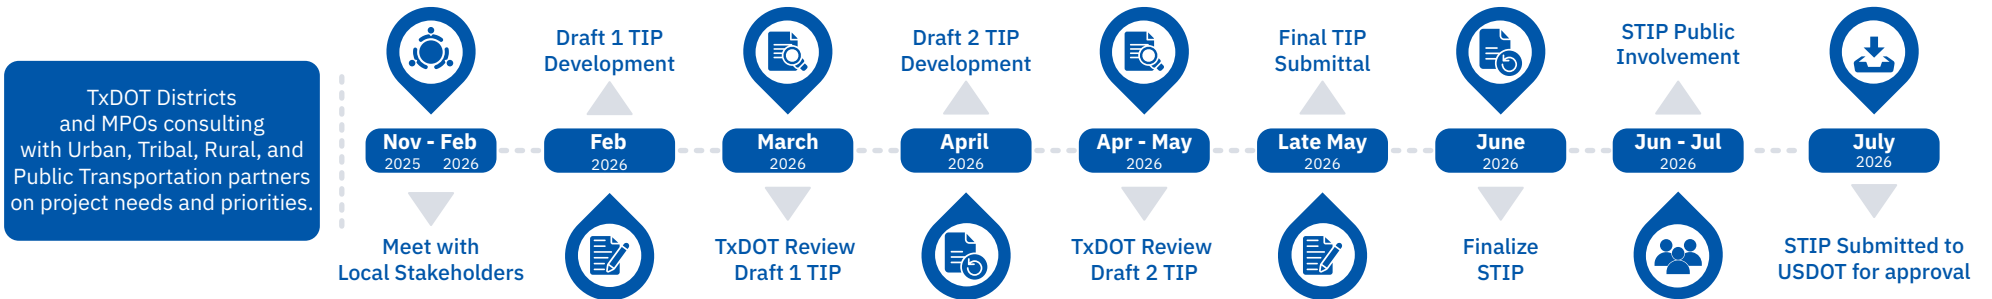 TxDOT Districts
and MPOs consulting
with Urban, Tribal, Rural, and
Public Transportation partners
on project needs and priorities.
Nov - Feb
2025 2026
Meet with
Local Stakeholders
Draft 1 TIP
Development
Feb
2026
March
2026
TxDOT Review
Draft 1 TIP
Draft 2 TIP
Development
April
2026
Apr - May
2026
TxDOT Review
Draft 2 TIP
Final TIP
Submittal
Late May
2026
June
2026
Finalize
STIP
STIP Public
Involvement
Jun - Jul
2026
July
2026
STIP Submitted to
USDOT for approval